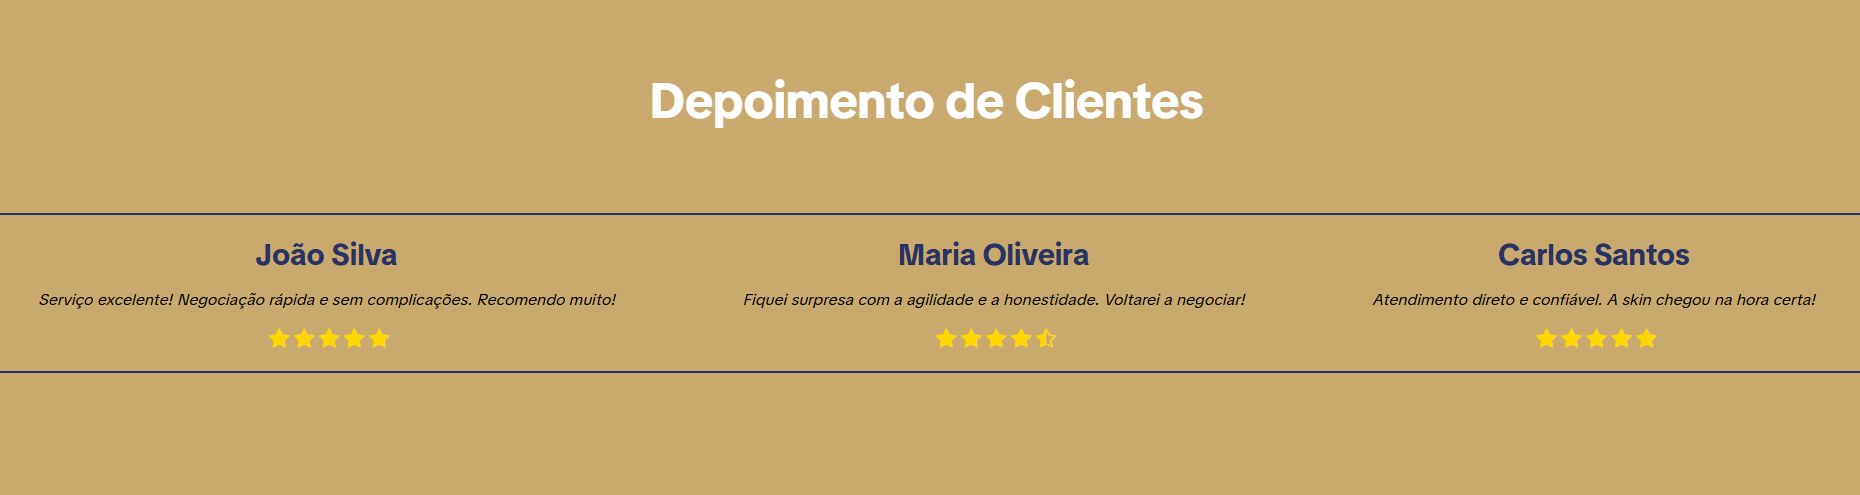 Depoimento de Clientes
João Silva
Serviço excelente! Negociação rápida e sem complicações. Recomendo muito!
Maria Oliveira
Fiquei surpresa com a agilidade e a honestidade. Voltarei a negociar!
Carlos Santos
Atendimento direto e confiável. A skin chegou na hora certa!